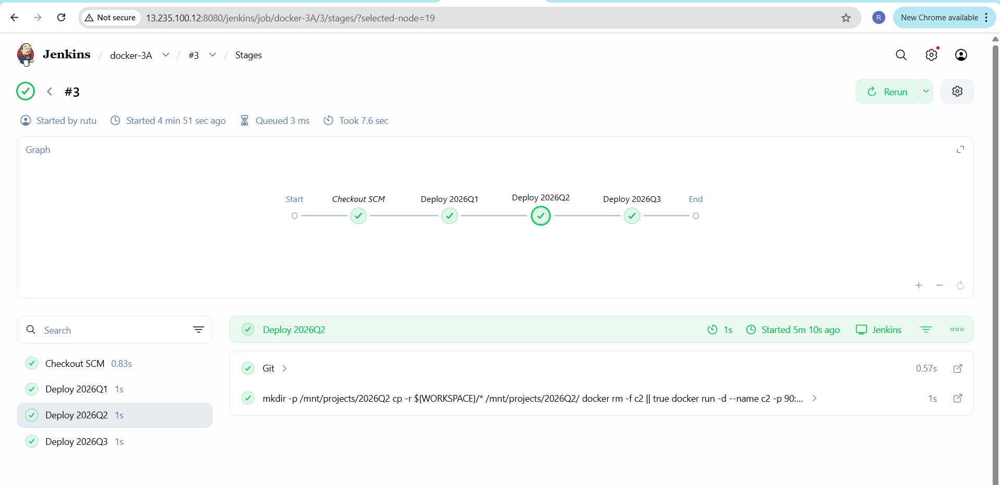 Not secure 13.235.100.12:8080/jenkins/job/docker-3A/3/stages/?selected-node=19 R New Chrome available
Jenkins / docker-3A / #3 / Stages
#3 Rerun
Started by rutu Started 4 min 51 sec ago Queued 3 ms Took 7.6 sec
Graph
Start Checkout SCM Deploy 2026Q1 Deploy 2026Q2 Deploy 2026Q3 End
Search
Deploy 2026Q2 1s Started 5m 10s ago Jenkins
Checkout SCM 0.83s
Git 0.57s
Deploy 2026Q1 1s
mkdir -p /mnt/projects/2026Q2 cp -r ${WORKSPACE}/* /mnt/projects/2026Q2/ docker rm -f c2 || true docker run -d --name c2 -p 90:... 1s
Deploy 2026Q2 1s
Deploy 2026Q3 1s